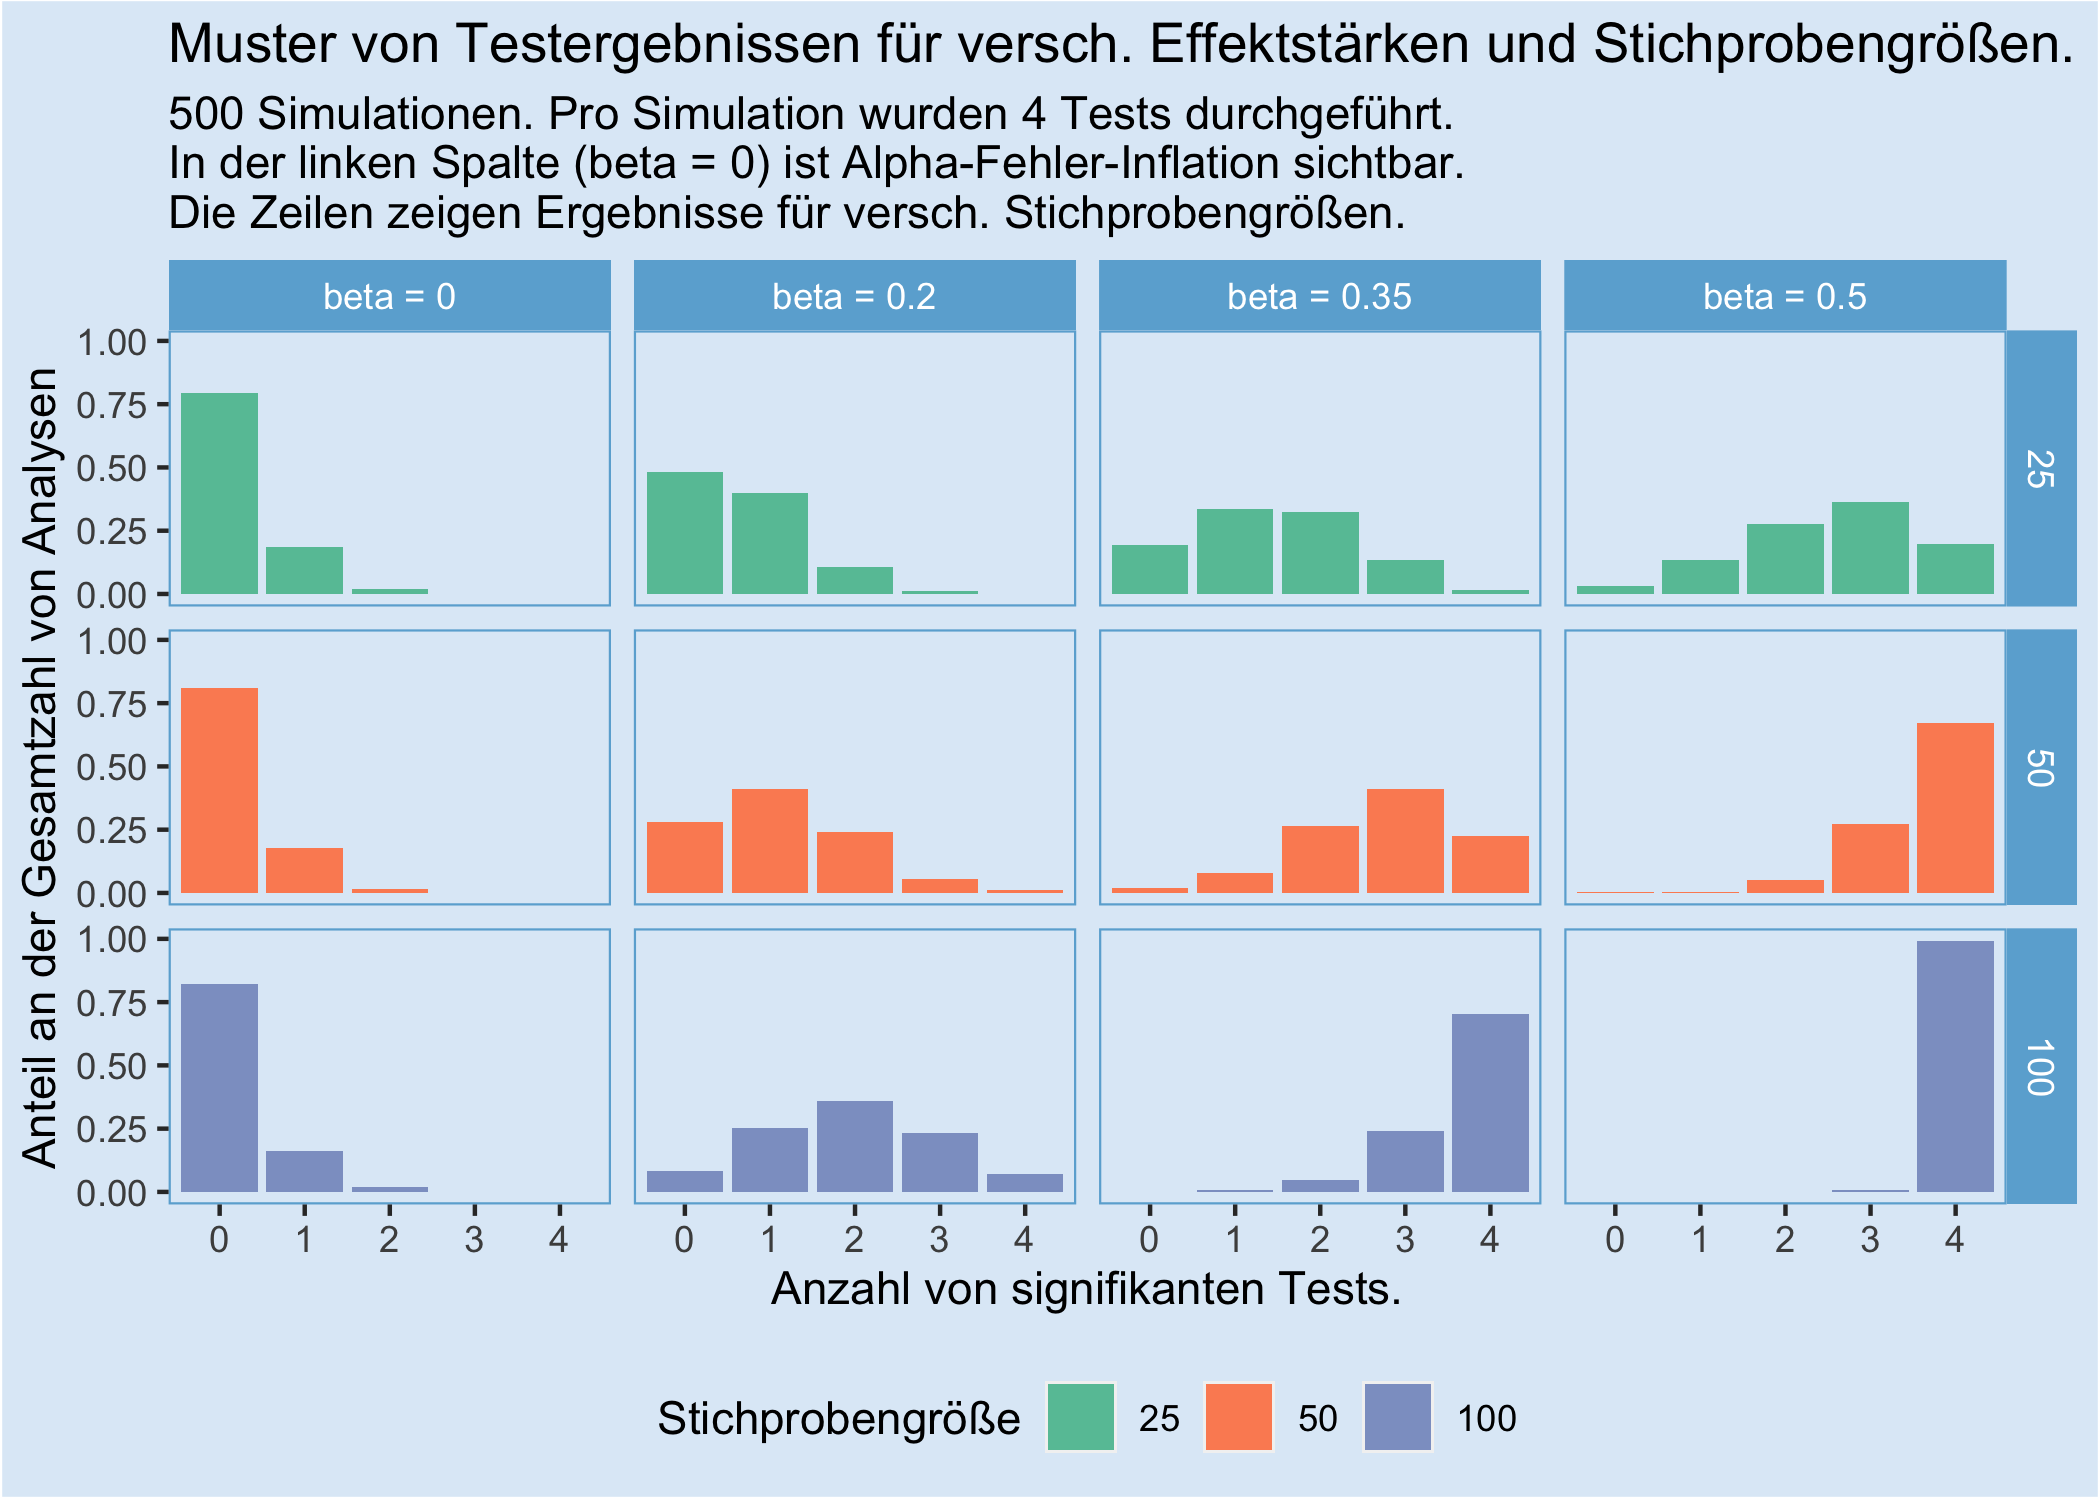 Muster von Testergebnissen für versch. Effektstärken und Stichprobengrößen.
500 Simulationen. Pro Simulation wurden 4 Tests durchgeführt.
In der linken Spalte (beta = 0) ist Alpha-Fehler-Inflation sichtbar.
Die Zeilen zeigen Ergebnisse für versch. Stichprobengrößen.
beta = 0 beta = 0.2 beta = 0.35 beta = 0.5
Anteil an der Gesamtzahl von Analysen
1.00
0.75
0.50
0.25
0.00
25
1.00
0.75
0.50
0.25
0.00
50
1.00
0.75
0.50
0.25
0.00
100
0 1 2 3 4 0 1 2 3 4 0 1 2 3 4 0 1 2 3 4
Anzahl von signifikanten Tests.
Stichprobengröße 25 50 100